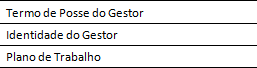 Termo de Posse do Gestor
Identidade do Gestor
Plano de Trabalho